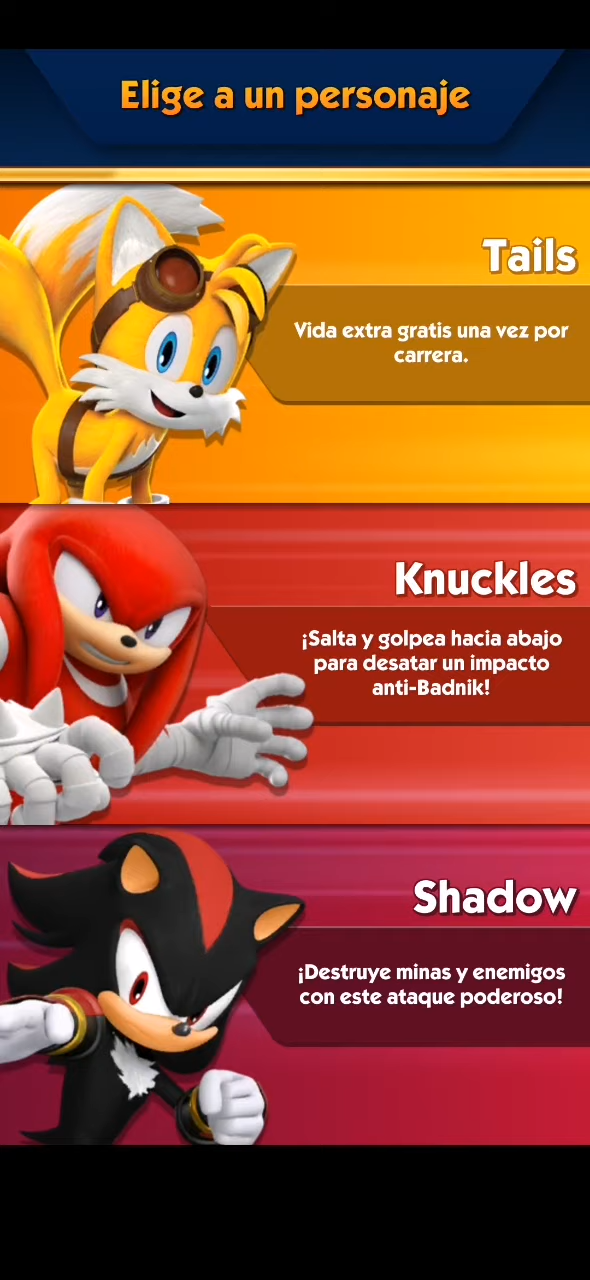 Elige a un personaje
Tails
Vida extra gratis una vez por
carrera.
Knuckles
¡Salta y golpea hacia abajo
para desatar un impacto
anti-Badnik!
Shadow
¡Destruye minas y enemigos
con este ataque poderoso!